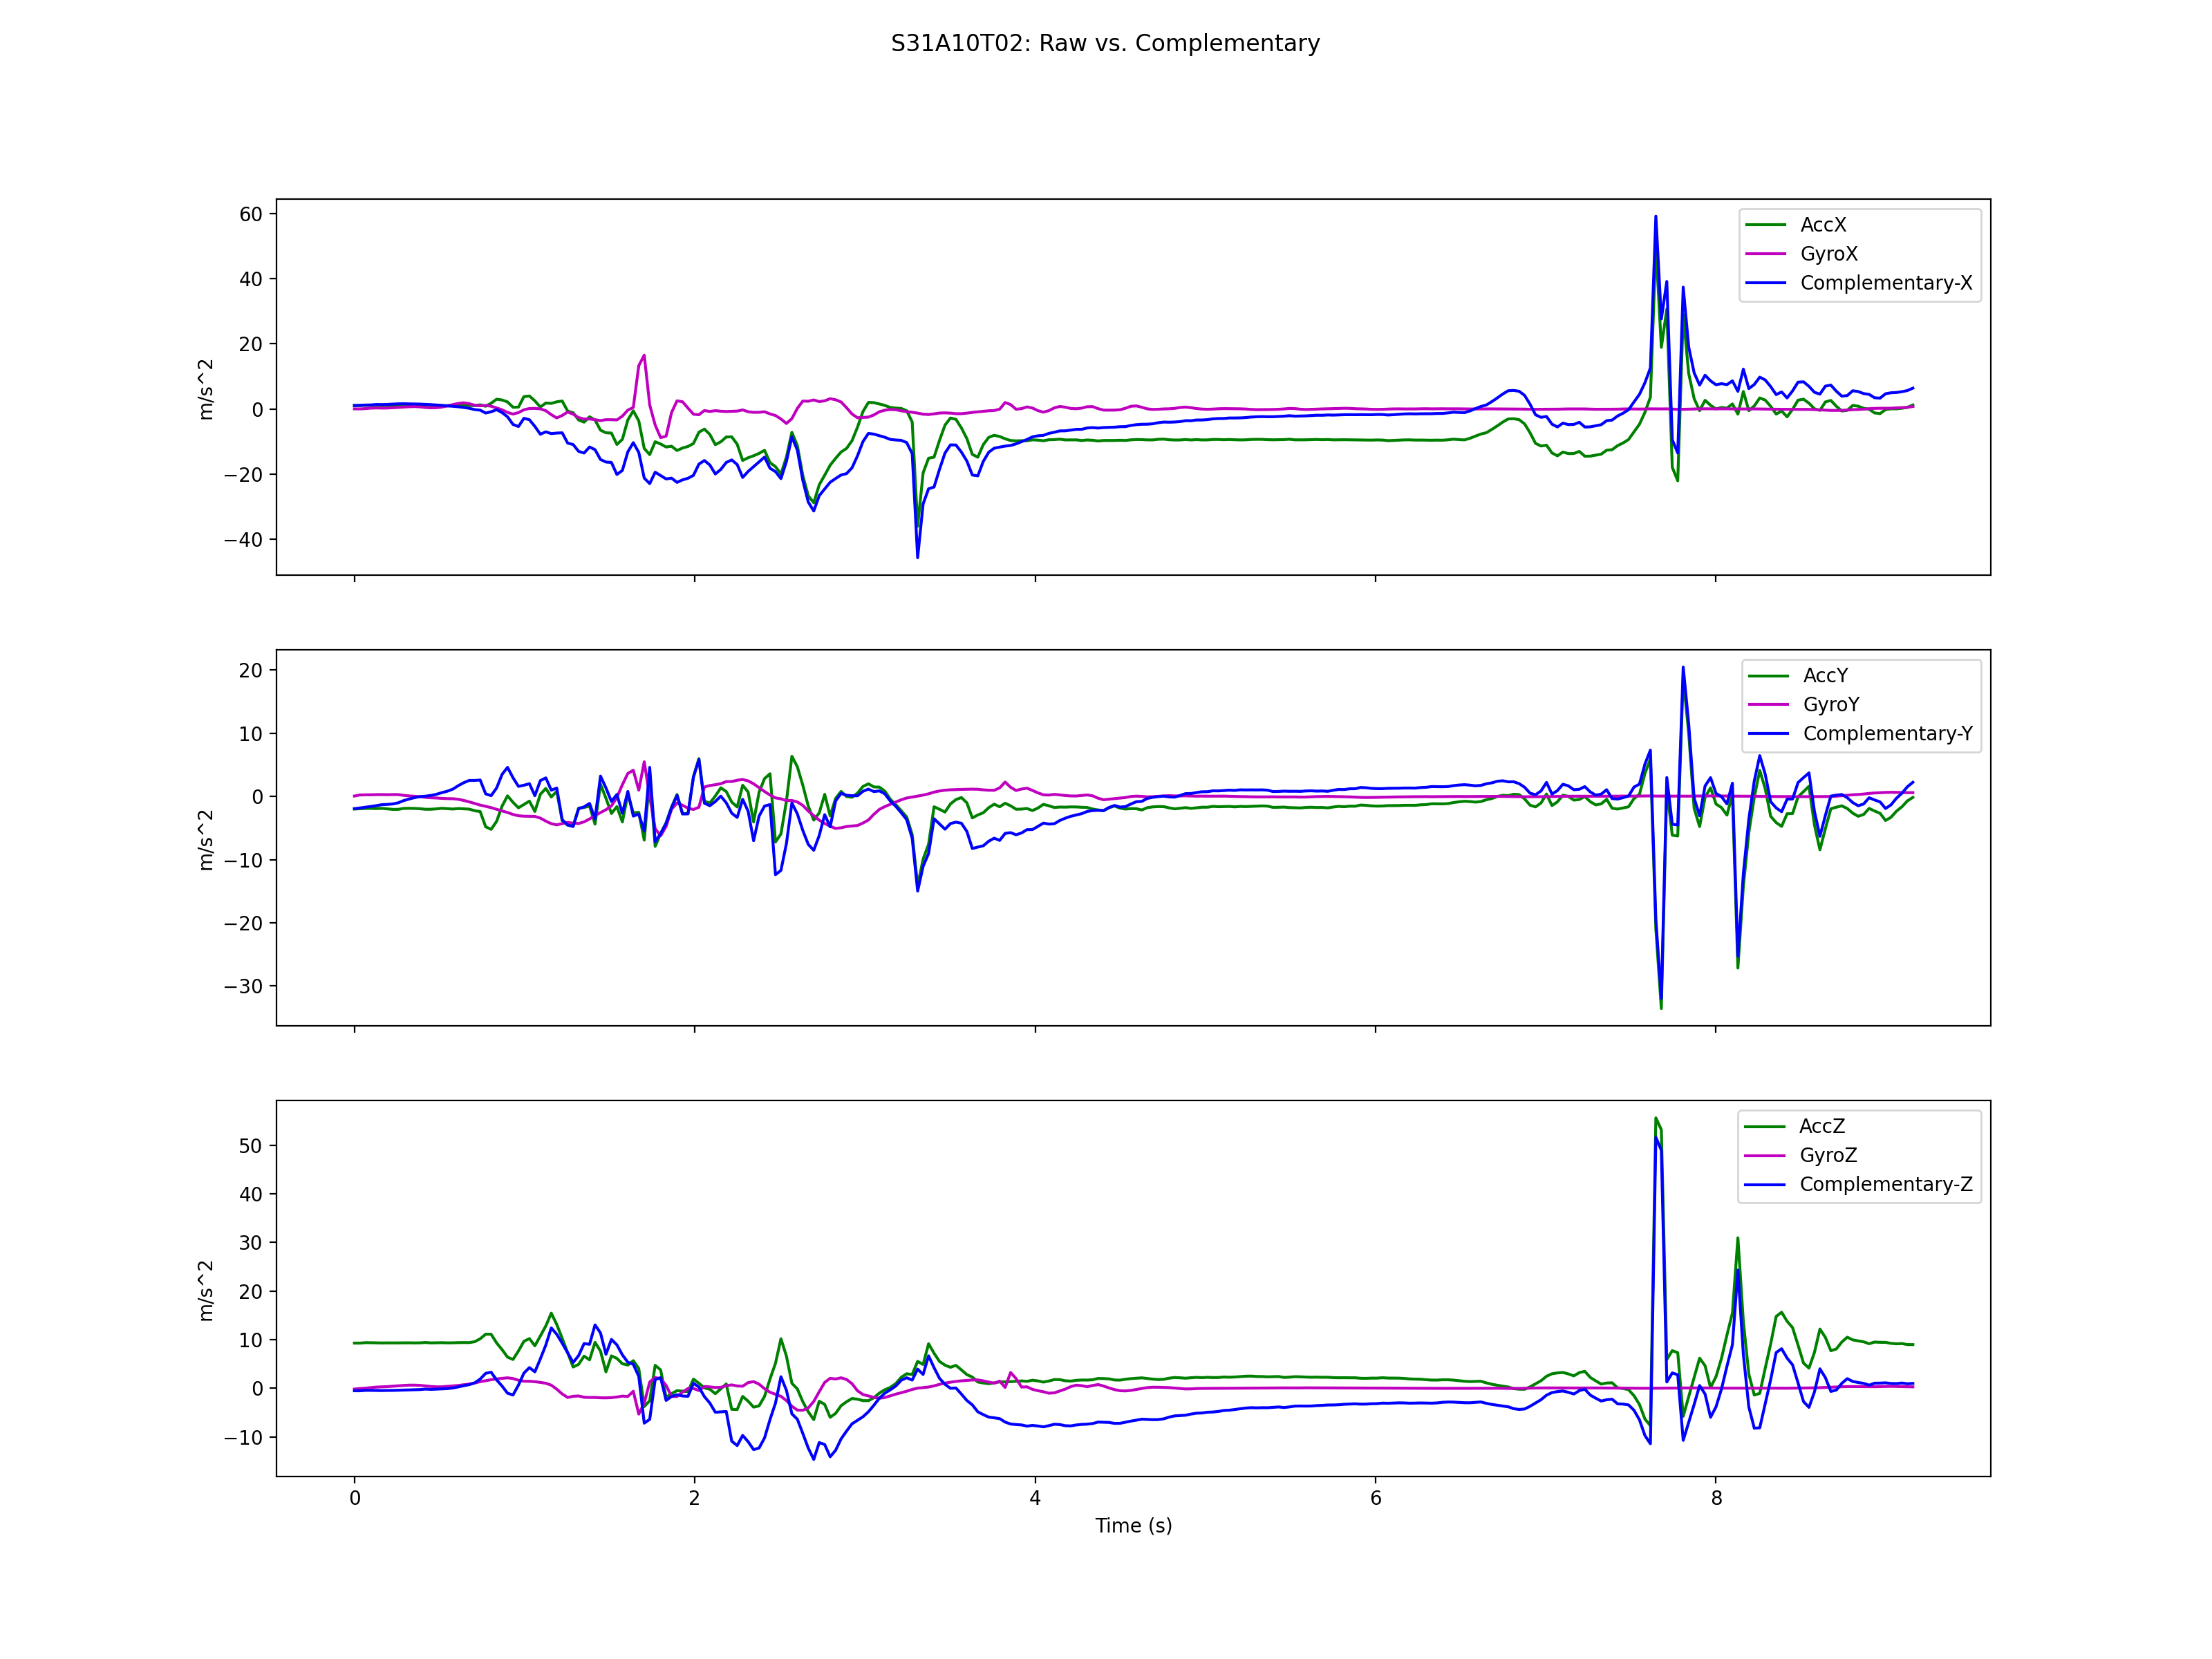 S31A10T02: Raw vs. Complementary
60
40
20
0
−20
−40
m/s^2
AccX
GyroX
Complementary-X
20
10
0
−10
−20
−30
m/s^2
AccY
GyroY
Complementary-Y
50
40
30
20
10
0
−10
m/s^2
AccZ
GyroZ
Complementary-Z
0 2 4 6 8
Time (s)